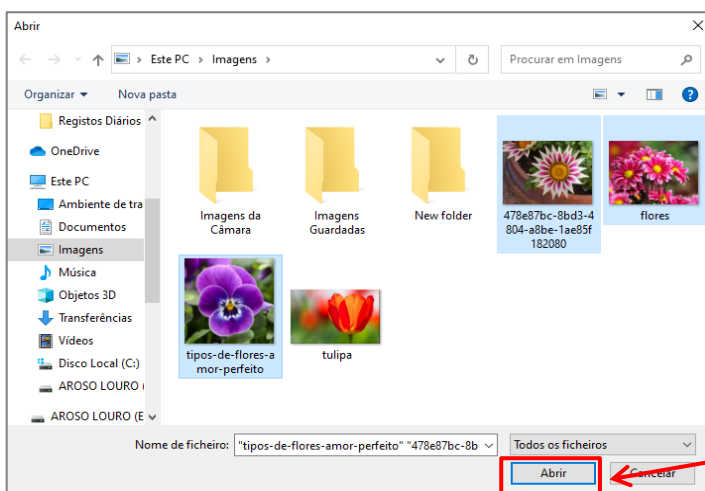 Abrir
Este PC > Imagens >
Procurar em Imagens
Organizar
Nova pasta
Registos Diários
OneDrive
Este PC
Ambiente de tra
Documentos
Imagens
Música
Objetos 3D
Transferências
Vídeos
Disco Local (C:)
AROSO LOURO (
AROSO LOURO (E
Imagens da
Câmara
Imagens
Guardadas
New folder
478e87bc-8bd3-4
804-a8be-1ae85f
182080
flores
tipos-de-flores-a
mor-perfeito
tulipa
Nome de ficheiro:
"tipos-de-flores-amor-perfeito" "478e87bc-8b
Todos os ficheiros
Abrir
Cancelar